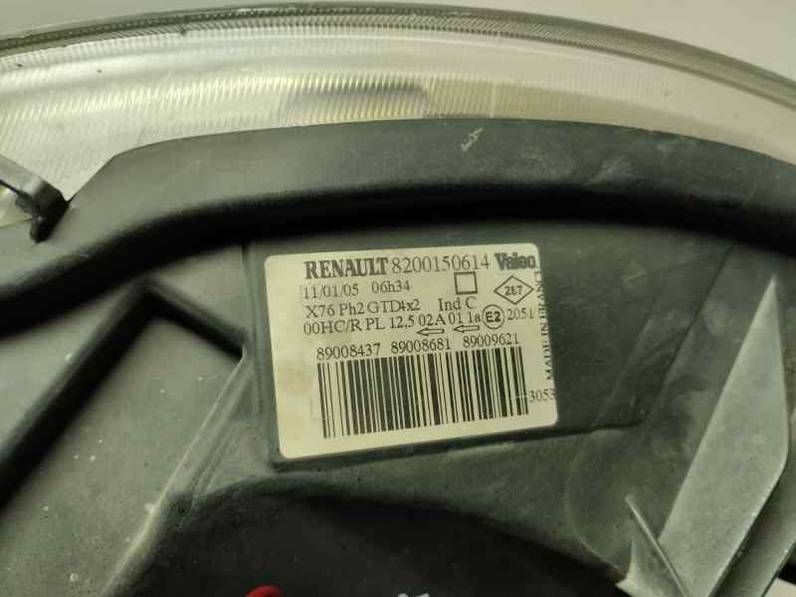 RENAULT 8200150614 Valeo
11/01/05 06h34
X76 Ph2 GTD4x2 Ind C
287
00HC/R PL 12,5 02A 01 1a E2 2051
89008437 89008681 89009621
3053
MADE IN